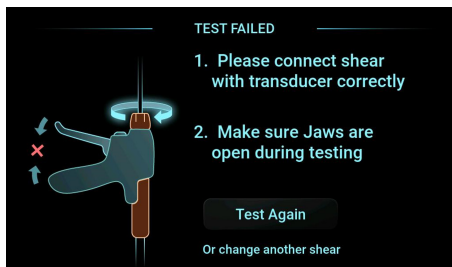 TEST FAILED
1. Please connect shear
with transducer correctly
2. Make sure Jaws are
open during testing
Test Again
Or change another shear